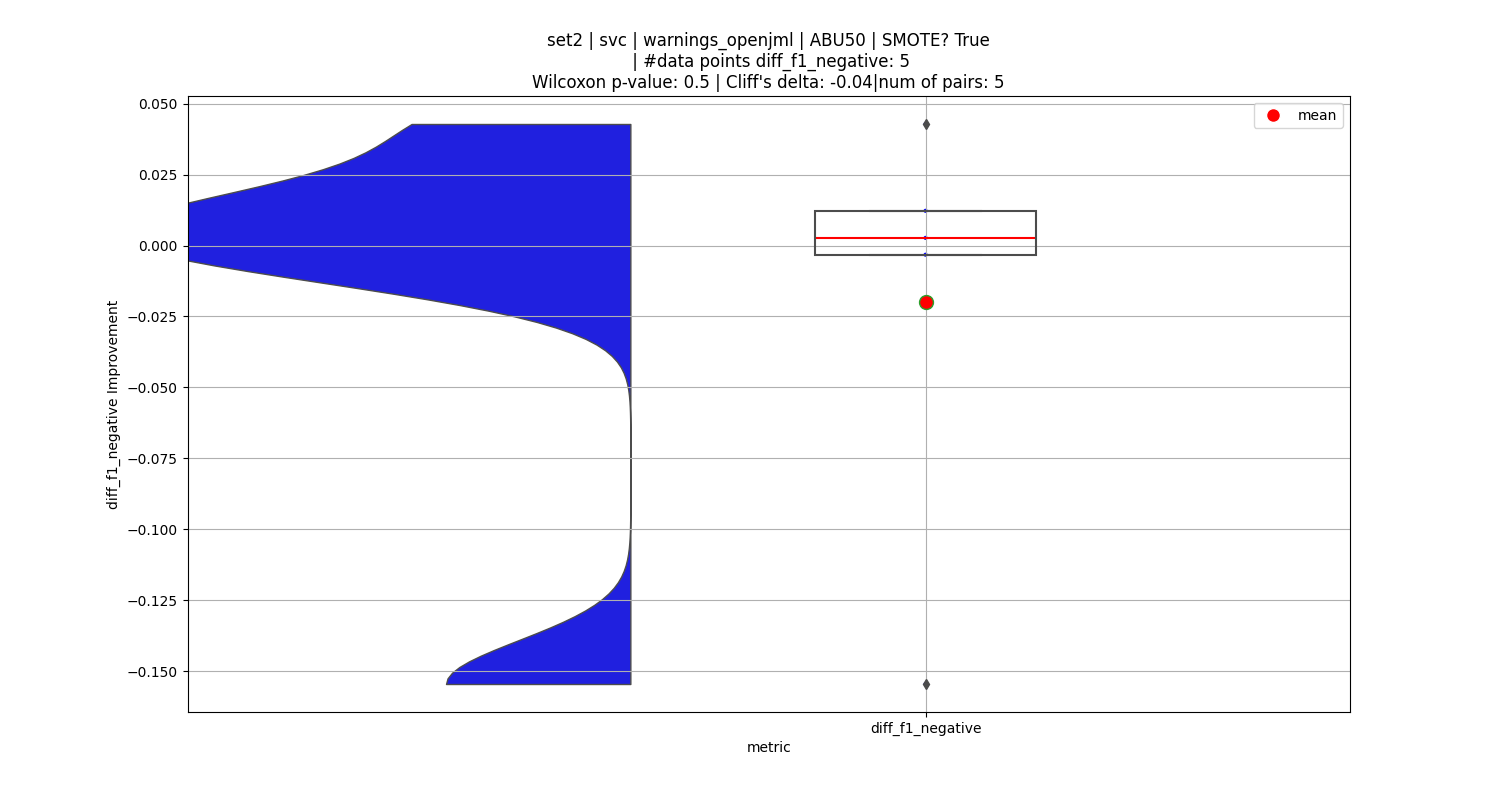 set2 | svc | warnings_openjml | ABU50 | SMOTE? True
| #data points diff_f1_negative: 5
Wilcoxon p-value: 0.5 | Cliff's delta: -0.04|num of pairs: 5
mean
0.050
0.025
0.000
−0.025
−0.050
−0.075
−0.100
−0.125
−0.150
diff_f1_negative Improvement
diff_f1_negative
metric